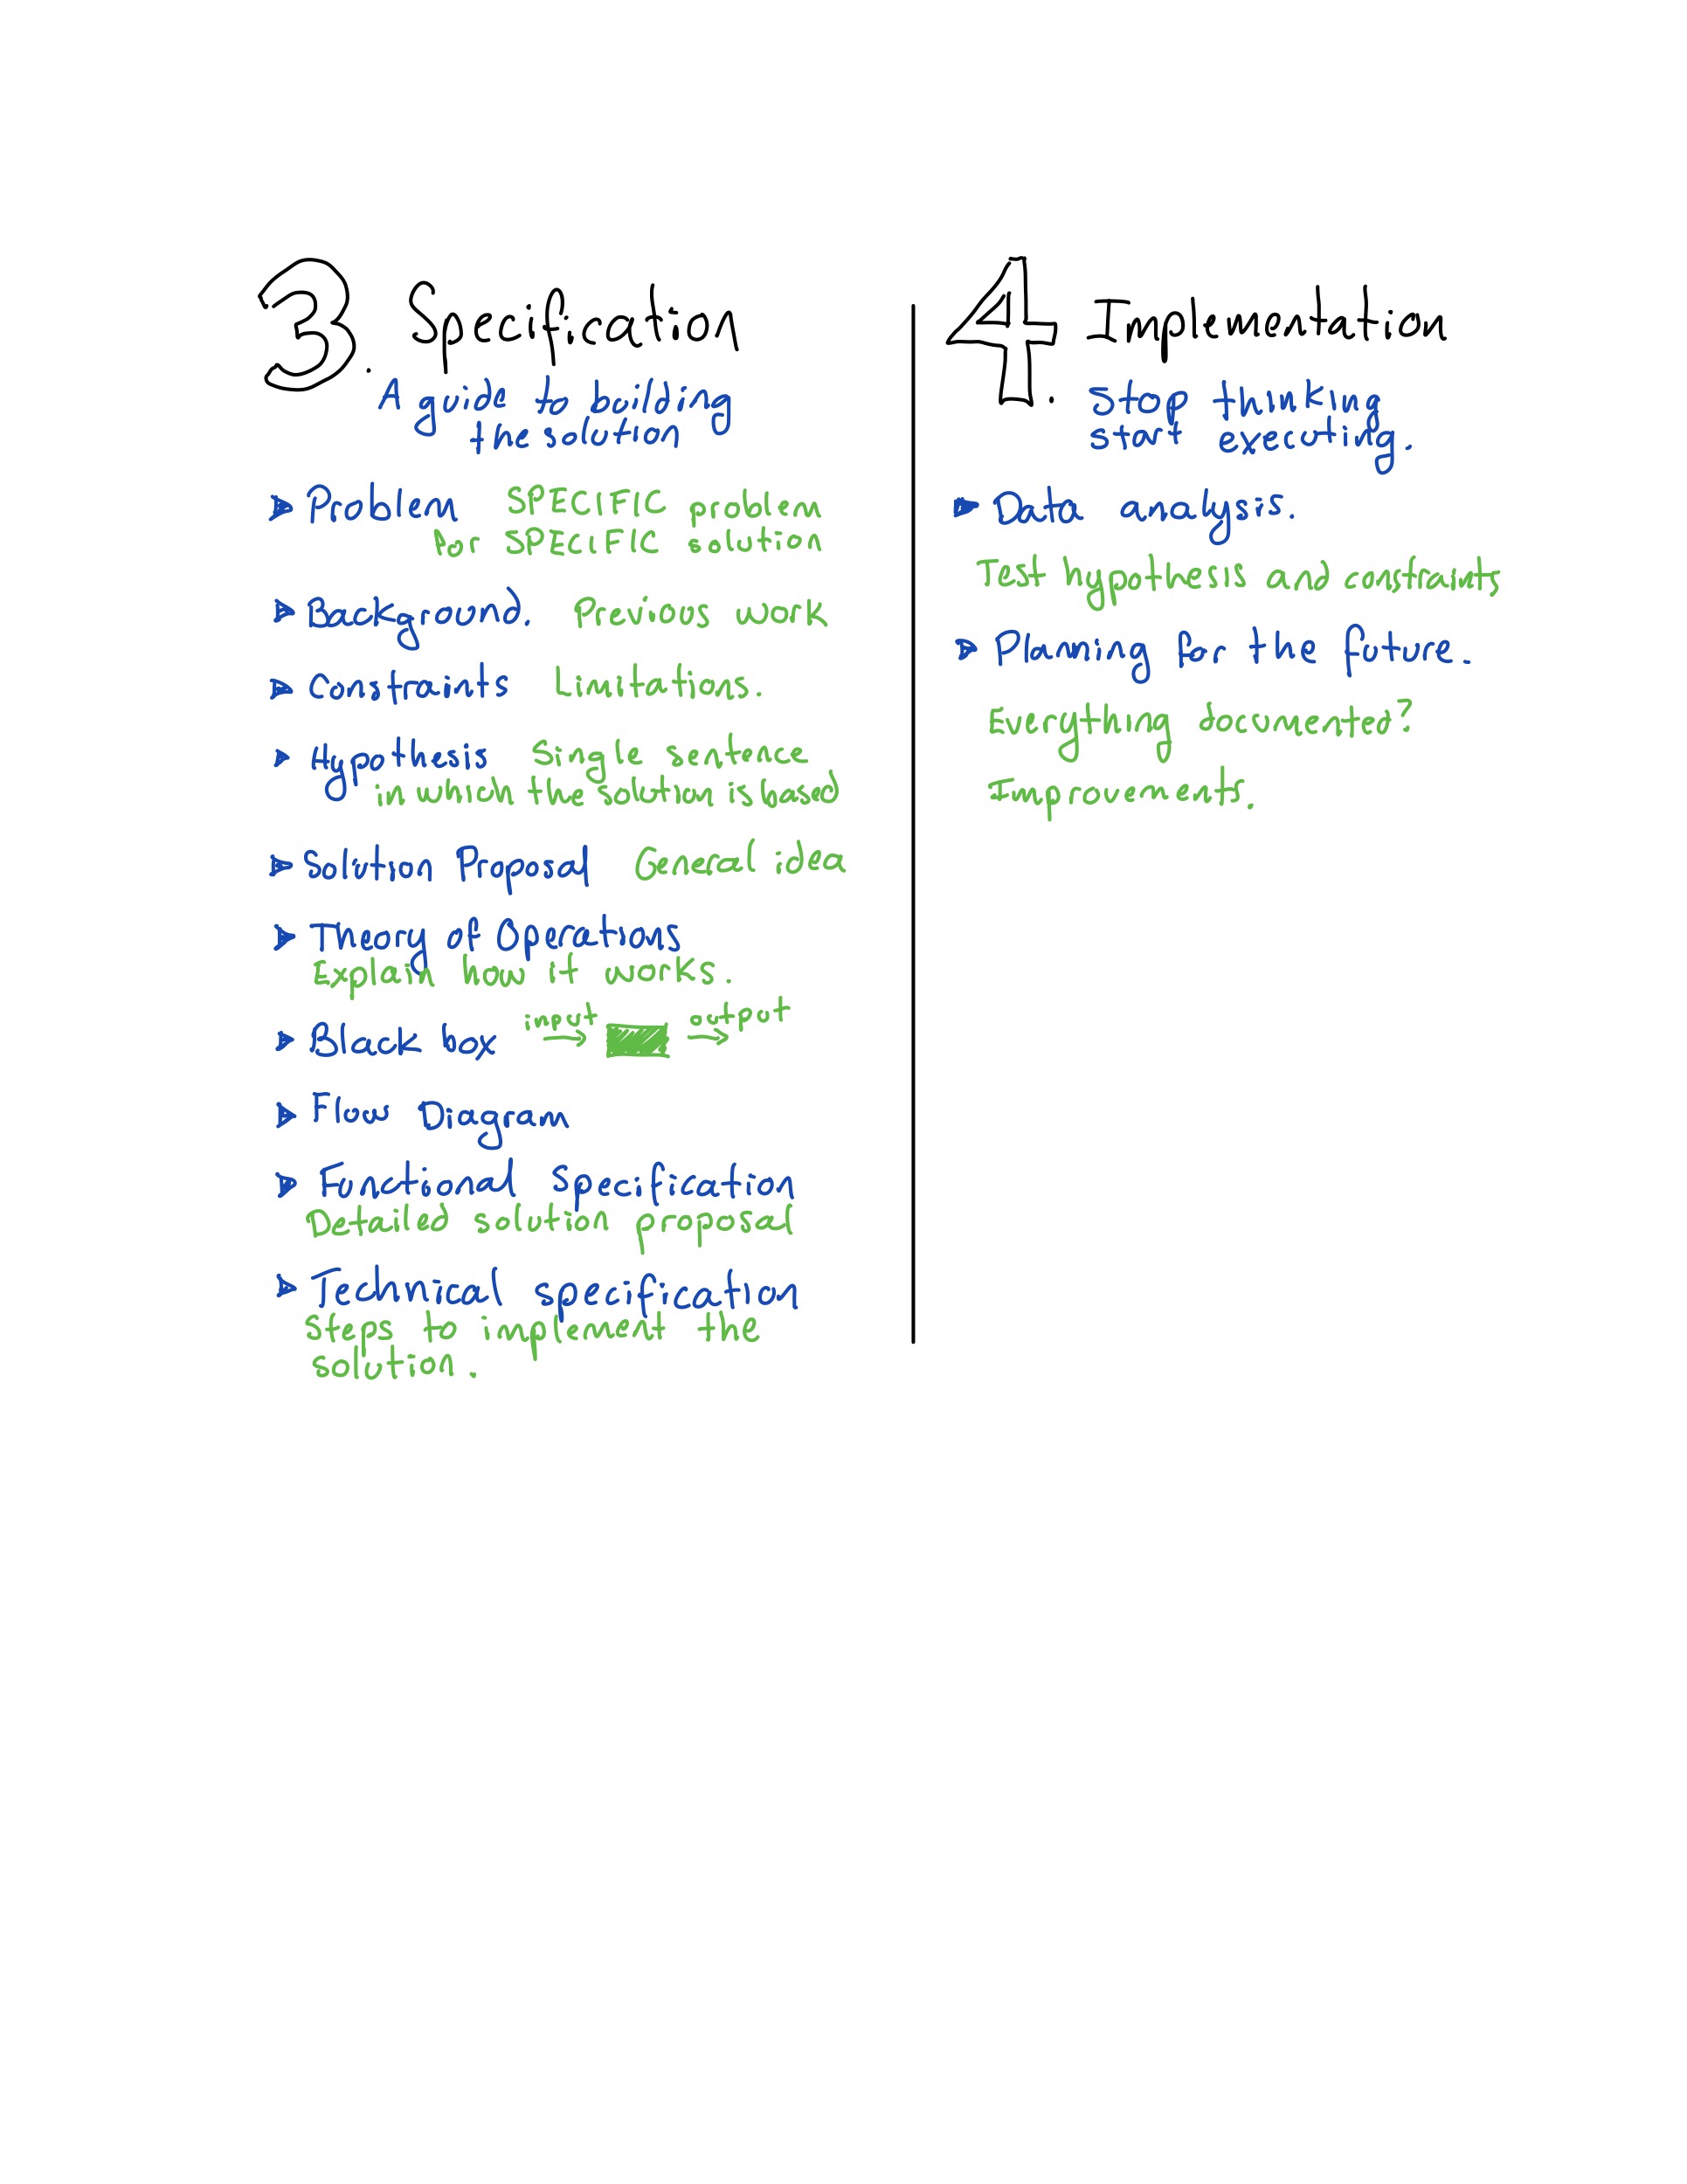 3. Specification
A guide to building
the solution
Problem SPECIFIC problem
for SPECIFIC solution
Background. Previous work
Constraints Limitations.
Hypothesis Single sentence
in which the solution is based
Solution Proposal General idea
Theory of Operations
Explain how it works.
Black box input → output →
Flow Diagram
Functional Specification
Detailed solution proposal
Technical specification
Steps to implement the
solution.
4. Implementation
Stop thinking
start executing.
Data analysis.
Test hypothesis and constraints
Planning for the future.
Everything documented?
Improvements.